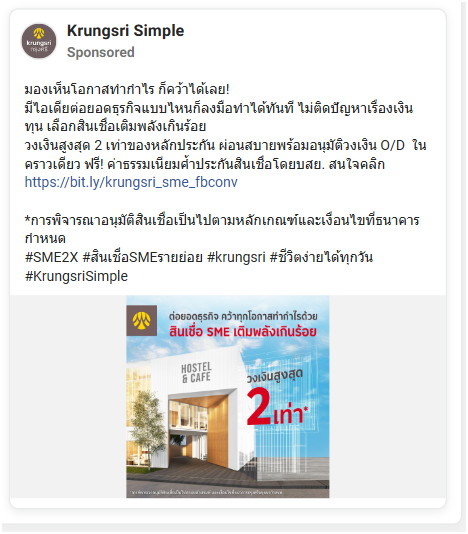 Krungsri Simple
Sponsored
krungsri
กรุงศรี
มองเห็นโอกาสทำกำไร ก็คว้าได้เลย!
มีไอเดียต่อยอดธุรกิจแบบไหนก็ลงมือทำได้ทันที ไม่ติดปัญหาเรื่องเงิน
ทุน เลือกสินเชื่อเติมพลังเกินร้อย
วงเงินสูงสุด 2 เท่าของหลักประกัน ผ่อนสบายพร้อมอนุมัติวงเงิน O/D ใน
คราวเดียว ฟรี! ค่าธรรมเนียมค้ำประกันสินเชื่อโดยบสย. สนใจคลิก
https://bit.ly/krungsri_sme_fbconv
*การพิจารณาอนุมัติสินเชื่อเป็นไปตามหลักเกณฑ์และเงื่อนไขที่ธนาคาร
กำหนด
#SME2X #สินเชื่อSMEรายย่อย #krungsri #ชีวิตง่ายได้ทุกวัน
#KrungsriSimple
ต่อยอดธุรกิจ คว้าทุกโอกาสทำกำไรด้วย
สินเชื่อ SME เติมพลังเกินร้อย
HOSTEL
& CAFE
วงเงินสูงสุด
2เท่า*